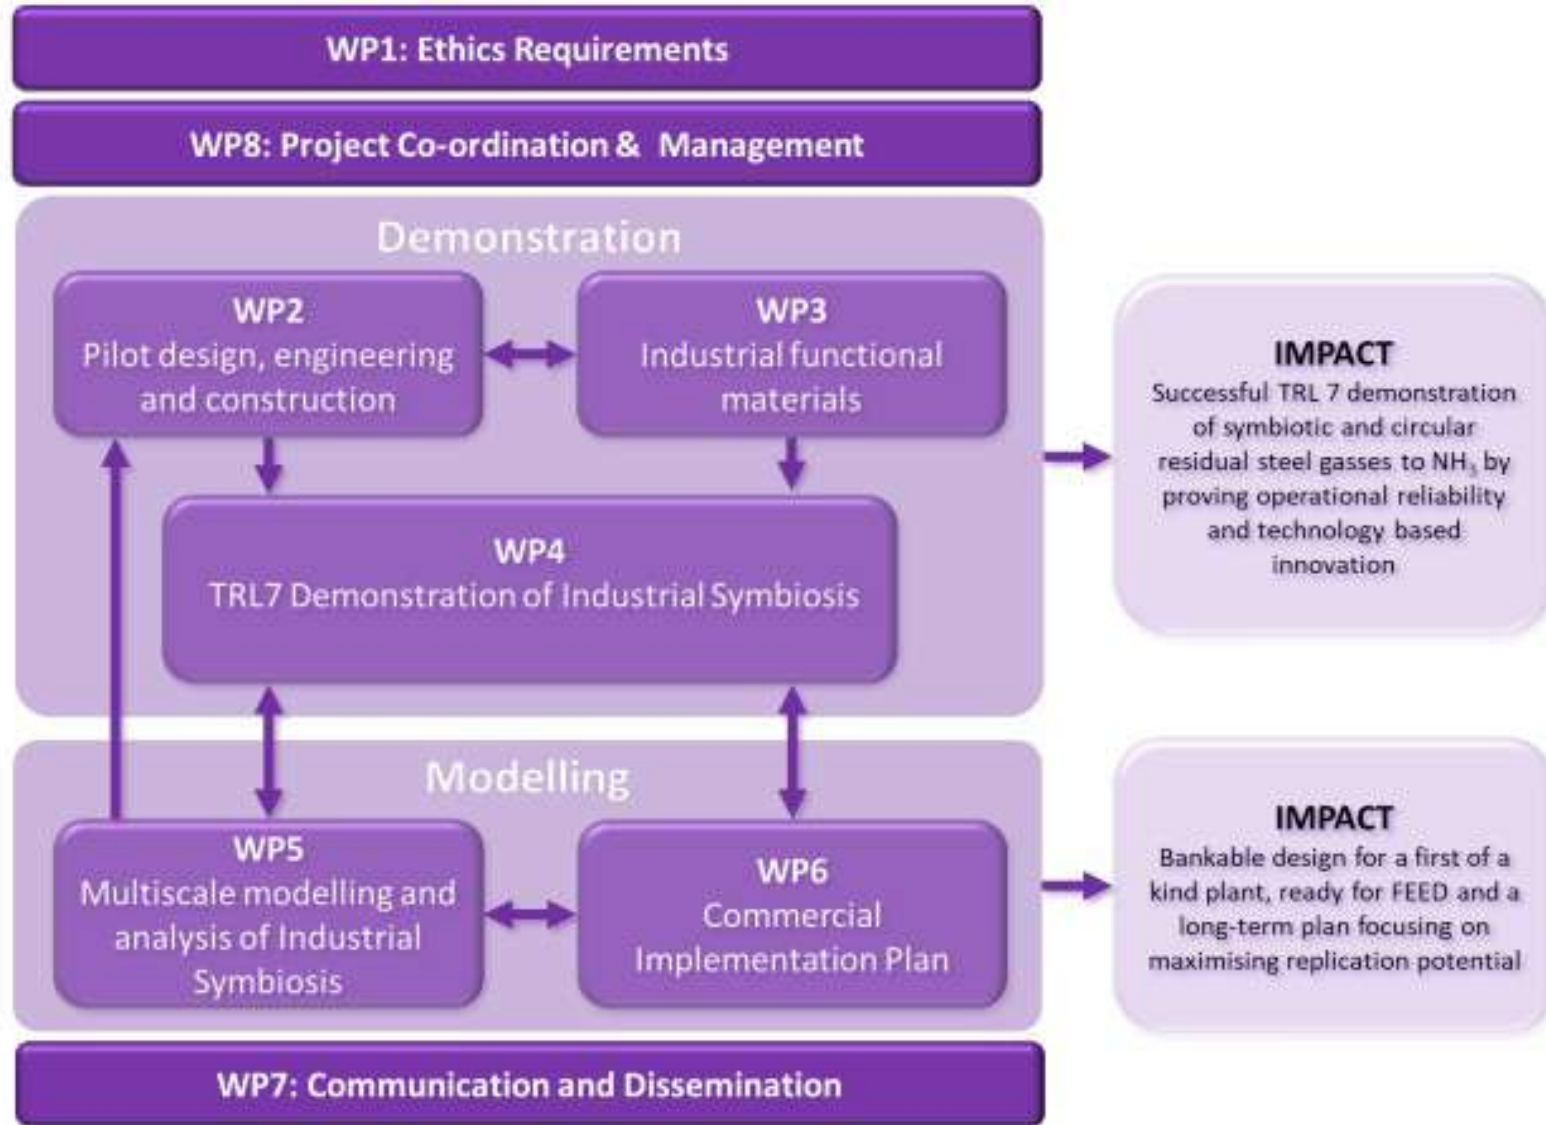 WP1: Ethics Requirements
WP8: Project Co-ordination & Management
Demonstration
WP2
Pilot design, engineering
and construction
WP3
Industrial functional
materials
WP4
TRL7 Demonstration of Industrial Symbiosis
IMPACT
Successful TRL 7 demonstration
of symbiotic and circular
residual steel gasses to NH₃ by
proving operational reliability
and technology based
innovation
Modelling
WP5
Multiscale modelling and
analysis of Industrial
Symbiosis
WP6
Commercial
Implementation Plan
IMPACT
Bankable design for a first of a
kind plant, ready for FEED and a
long-term plan focusing on
maximising replication potential
WP7: Communication and Dissemination